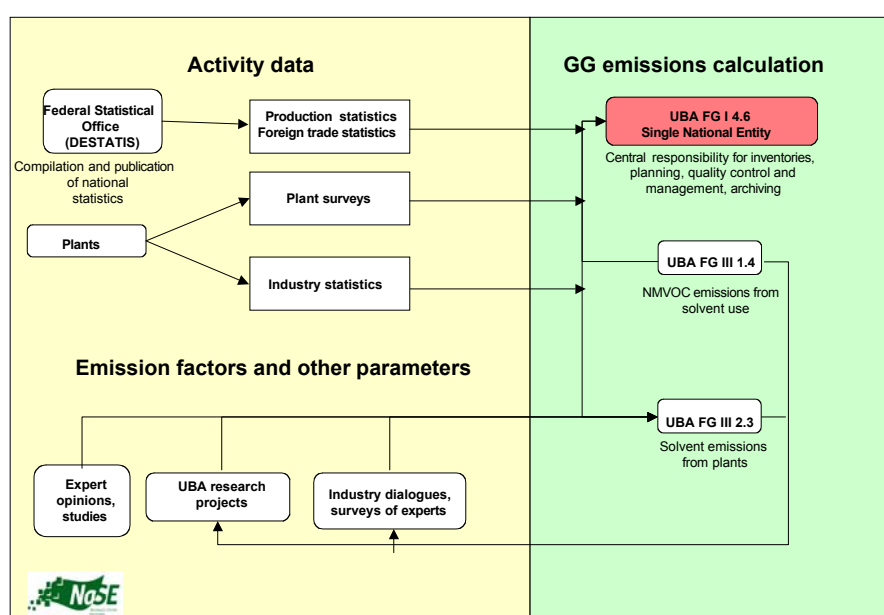 Activity data
GG emissions calculation
Federal Statistical
Office
(DESTATIS)
Compilation and publication
of national
statistics
Production statistics
Foreign trade statistics
UBA FG I 4.6
Single National Entity
Central responsibility for inventories,
planning, quality control and
management, archiving
Plant surveys
Plants
Industry statistics
UBA FG III 1.4
NMVOC emissions from
solvent use
Emission factors and other parameters
UBA FG III 2.3
Solvent emissions
from plants
Expert
opinions,
studies
UBA research
projects
Industry dialogues,
surveys of experts
NaSE